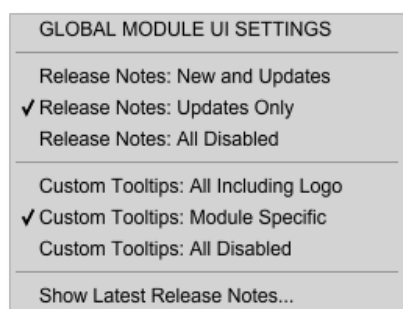 GLOBAL MODULE UI SETTINGS
Release Notes: New and Updates
✓ Release Notes: Updates Only
Release Notes: All Disabled
Custom Tooltips: All Including Logo
✓ Custom Tooltips: Module Specific
Custom Tooltips: All Disabled
Show Latest Release Notes...